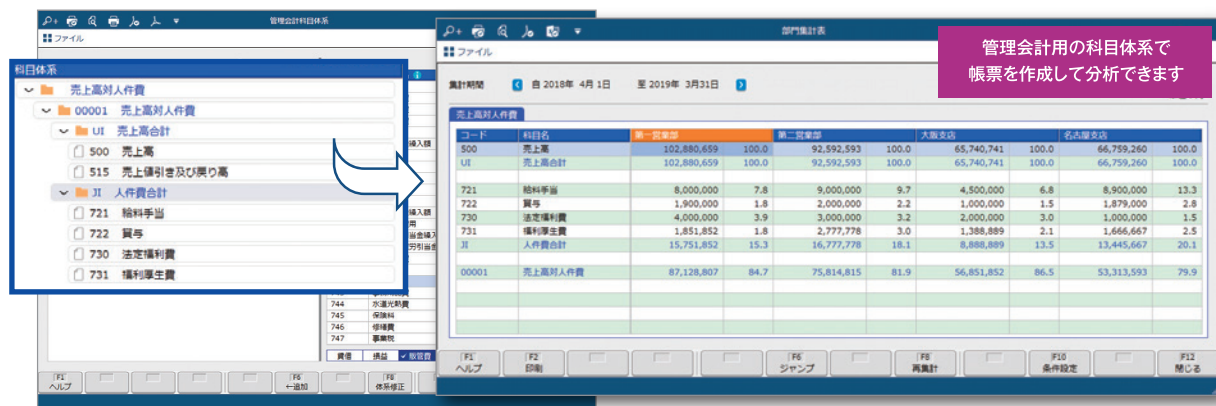 管理会計科目体系
ファイル
科目体系
売上高対人件費
00001 売上高対人件費
UI 売上高合計
500 売上高
515 売上値引き及び戻り高
JI 人件費合計
721 給料手当
722 賞与
730 法定福利費
731 福利厚生費
744 水道光熱費
745 保険料
746 修繕費
747 事業税
貸借 損益 販管費
F1 F6 F8
ヘルプ ←追加 体系修正
部門集計表
ファイル
管理会計用の科目体系で
帳票を作成して分析できます
集計期間 自 2018年 4月 1日 至 2019年 3月31日
売上高対人件費
コード 科目名 第一営業部 第二営業部 大阪支店 名古屋支店
500 売上高 102,880,659 100.0 92,592,593 100.0 65,740,741 100.0 66,759,260 100.0
UI 売上高合計 102,880,659 100.0 92,592,593 100.0 65,740,741 100.0 66,759,260 100.0
721 給料手当 8,000,000 7.8 9,000,000 9.7 4,500,000 6.8 8,900,000 13.3
722 賞与 1,900,000 1.8 2,000,000 2.2 1,000,000 1.5 1,879,000 2.8
730 法定福利費 4,000,000 3.9 3,000,000 3.2 2,000,000 3.0 1,000,000 1.5
731 福利厚生費 1,851,852 1.8 2,777,778 3.0 1,388,889 2.1 1,666,667 2.5
JI 人件費合計 15,751,852 15.3 16,777,778 18.1 8,888,889 13.5 13,445,667 20.1
00001 売上高対人件費 87,128,807 84.7 75,814,815 81.9 56,851,852 86.5 53,313,593 79.9
F1 F2 F6 F8 F10 F12
ヘルプ 印刷 ジャンプ 再集計 条件設定 閉じる